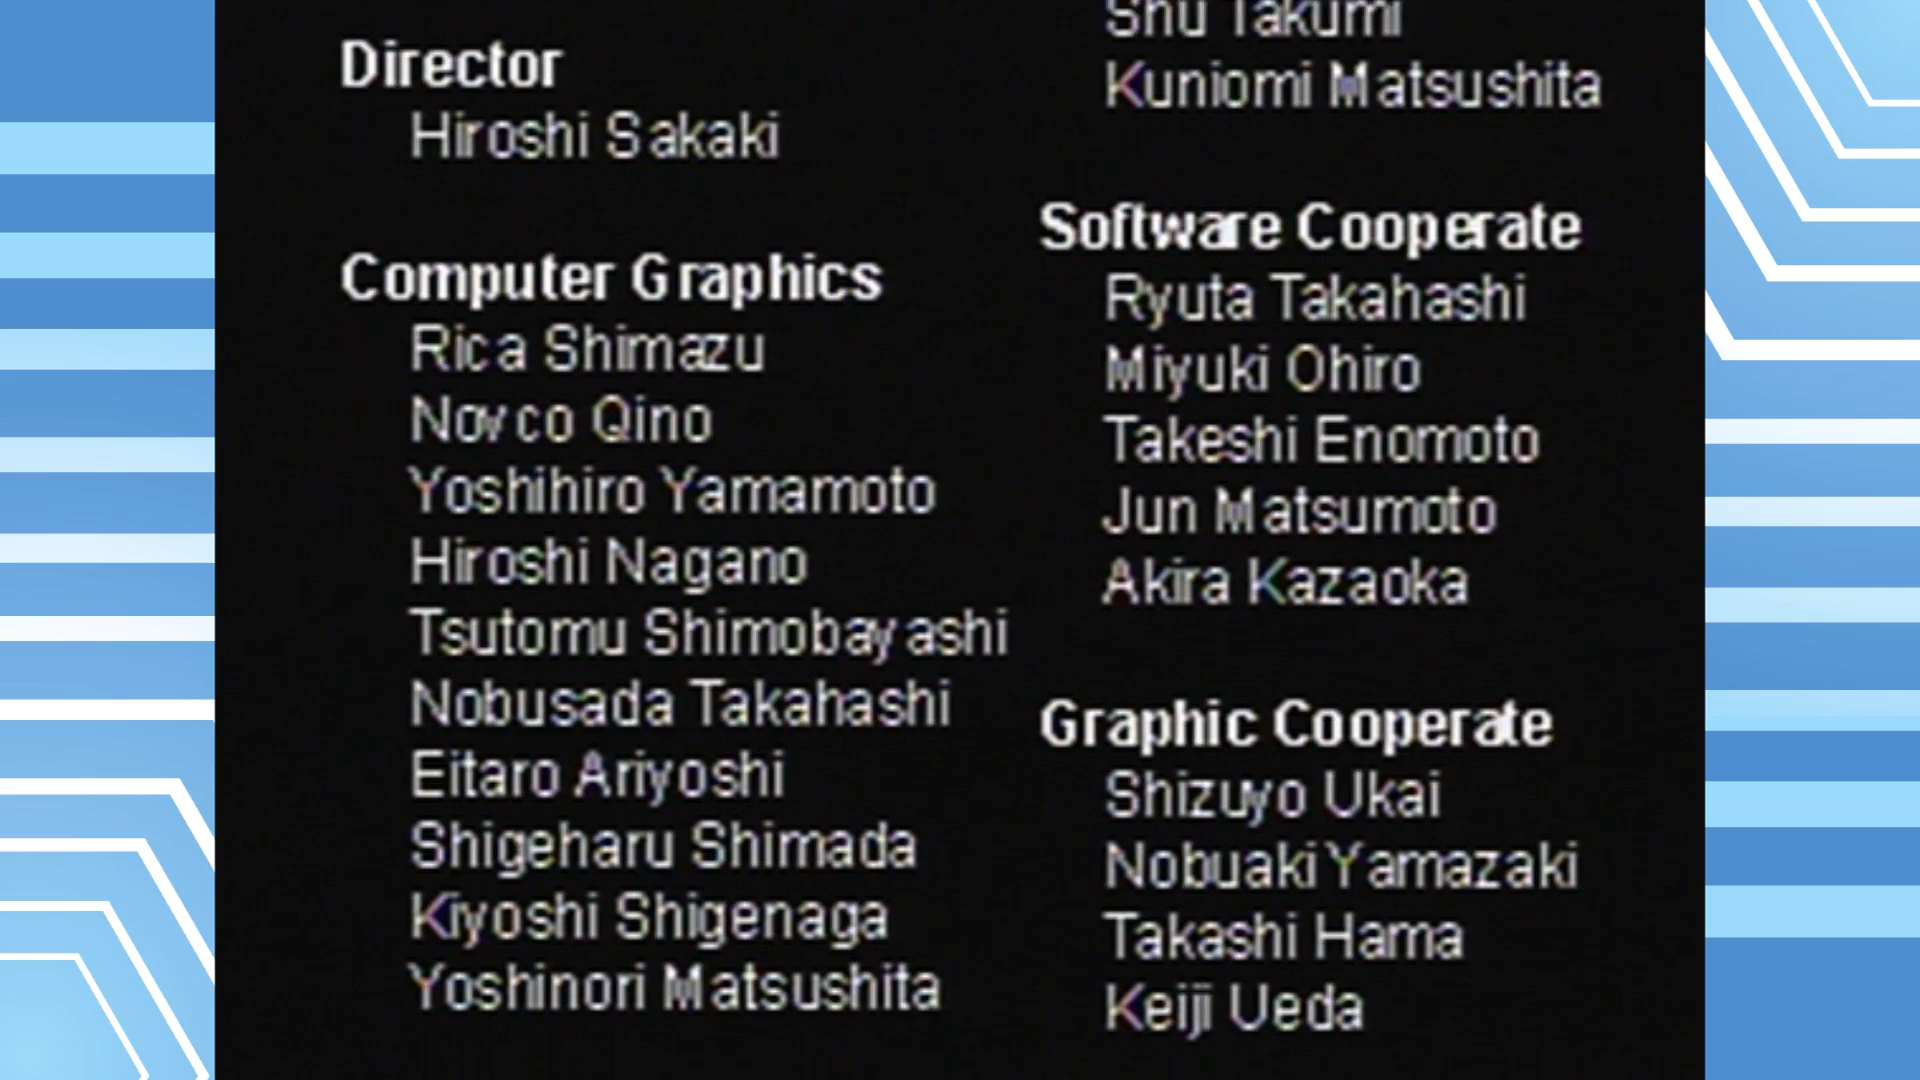 Director
Hiroshi Sakaki
Computer Graphics
Rica Shimazu
Novco Qino
Yoshihiro Yamamoto
Hiroshi Nagano
Tsutomu Shimobayashi
Nobusada Takahashi
Eitaro Ariyoshi
Shigeharu Shimada
Kiyoshi Shigenaga
Yoshinori Matsushita
Shu Takumi
Kuniomi Matsushita
Software Cooperate
Ryuta Takahashi
Miyuki Ohiro
Takeshi Enomoto
Jun Matsumoto
Akira Kazaoka
Graphic Cooperate
Shizuyo Ukai
Nobuaki Yamazaki
Takashi Hama
Keiji Ueda